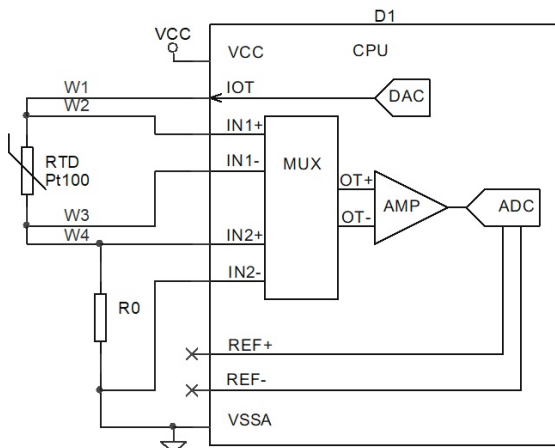 D1
VCC
VCC
CPU
W1
IOT
DAC
W2
IN1+
RTD
Pt100
IN1-
MUX
OT+
AMP
ADC
W3
OT-
W4
IN2+
IN2-
R0
REF+
REF-
VSSA